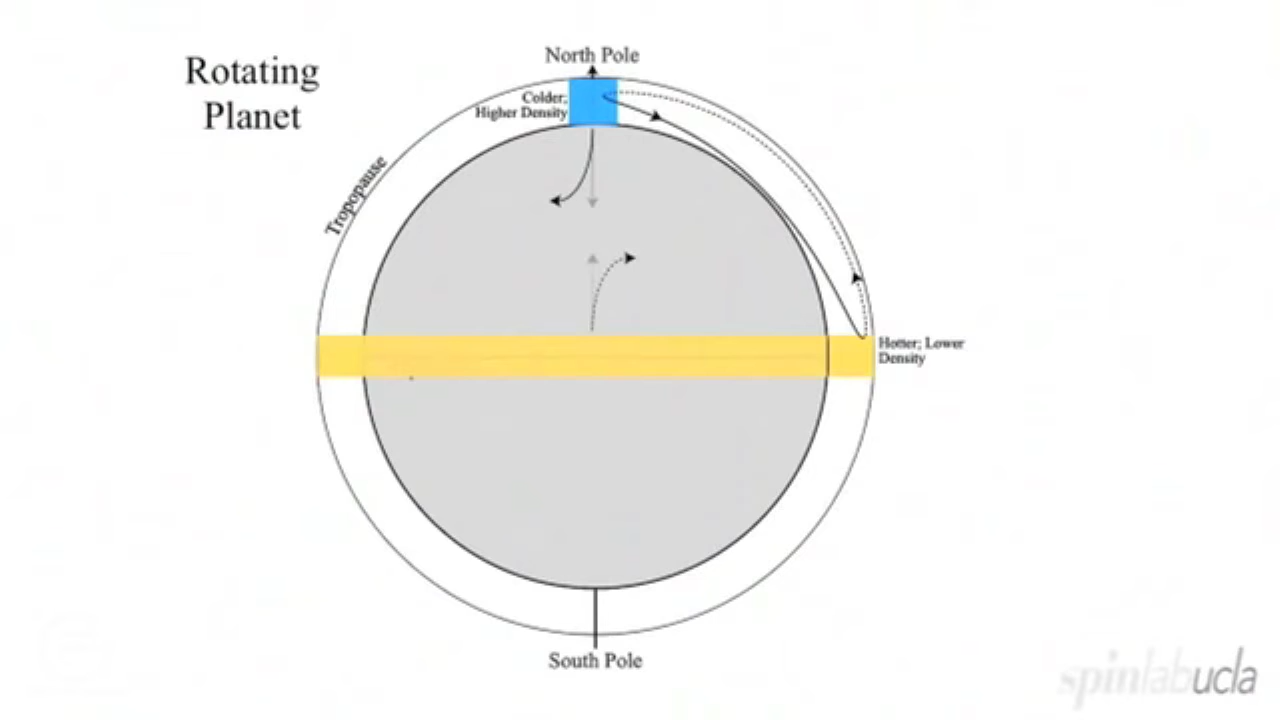 Rotating
Planet
North Pole
Colder;
Higher Density
Tropopause
Hotter; Lower
Density
South Pole
spinlabucla